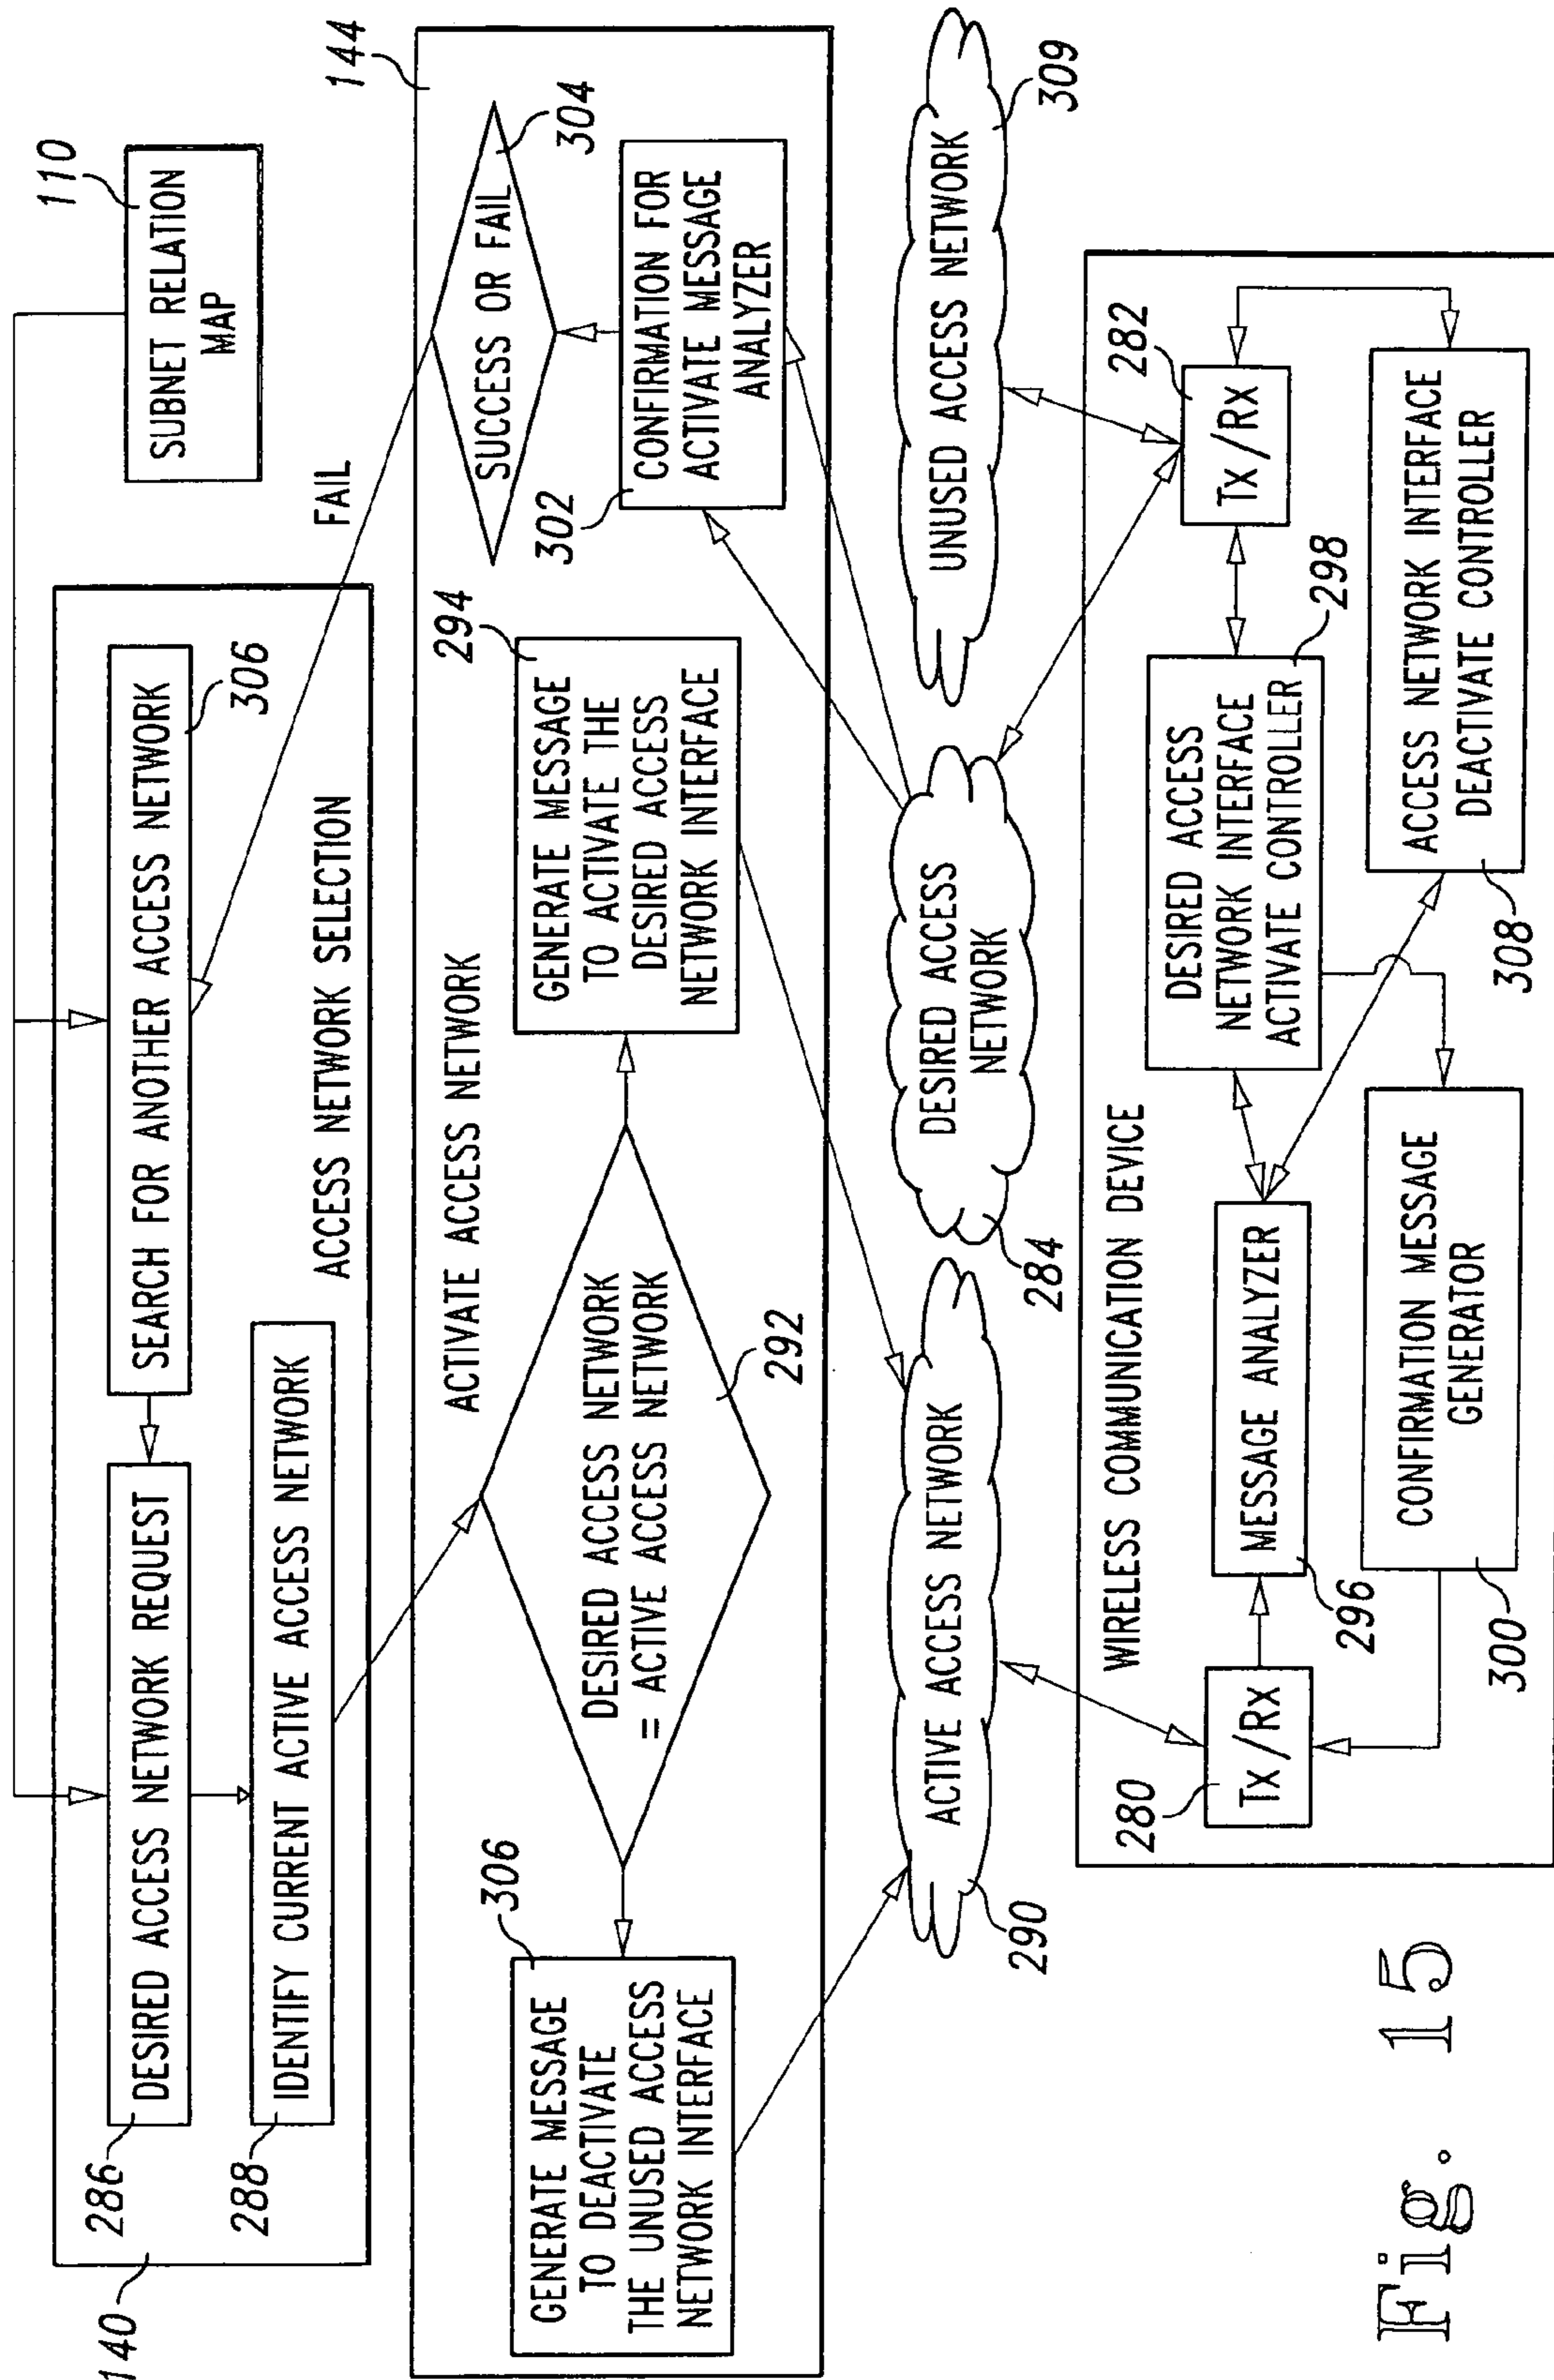 110
SUBNET RELATION
MAP
140
286
DESIRED ACCESS NETWORK REQUEST
SEARCH FOR ANOTHER ACCESS NETWORK
306
288
IDENTIFY CURRENT ACTIVE ACCESS NETWORK
ACCESS NETWORK SELECTION
FAIL
144
ACTIVATE ACCESS NETWORK
306
GENERATE MESSAGE
TO DEACTIVATE
THE UNUSED ACCESS
NETWORK INTERFACE
DESIRED ACCESS NETWORK
= ACTIVE ACCESS NETWORK
292
294
GENERATE MESSAGE
TO ACTIVATE THE
DESIRED ACCESS
NETWORK INTERFACE
SUCCESS OR FAIL
304
302
CONFIRMATION FOR
ACTIVATE MESSAGE
ANALYZER
ACTIVE ACCESS NETWORK
290
DESIRED ACCESS
NETWORK
284
UNUSED ACCESS NETWORK
309
WIRELESS COMMUNICATION DEVICE
280
Tx/Rx
MESSAGE ANALYZER
296
DESIRED ACCESS
NETWORK INTERFACE
ACTIVATE CONTROLLER
298
Tx/Rx
282
300
CONFIRMATION MESSAGE
GENERATOR
308
ACCESS NETWORK INTERFACE
DEACTIVATE CONTROLLER
Fig. 15